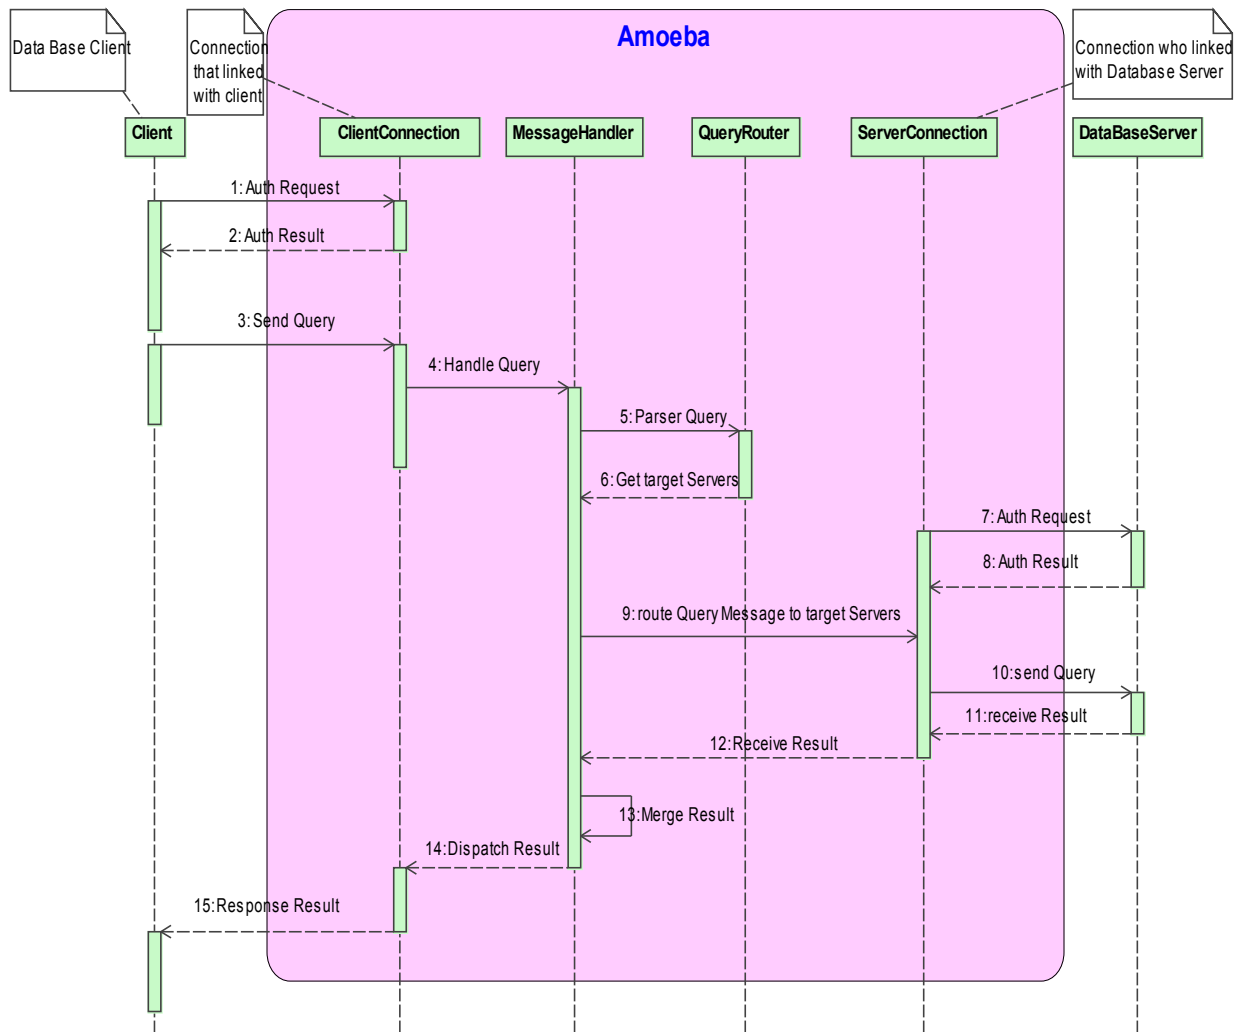 Amoeba
Data Base Client
Connection
that linked
with client
Connection who linked
with Database Server
Client
ClientConnection
MessageHandler
QueryRouter
ServerConnection
DataBaseServer
1: Auth Request
2: Auth Result
3: Send Query
4: Handle Query
5: Parser Query
6: Get target Servers
7: Auth Request
8: Auth Result
9: route Query Message to target Servers
10:send Query
11:receive Result
12:Receive Result
13:Merge Result
14:Dispatch Result
15:Response Result